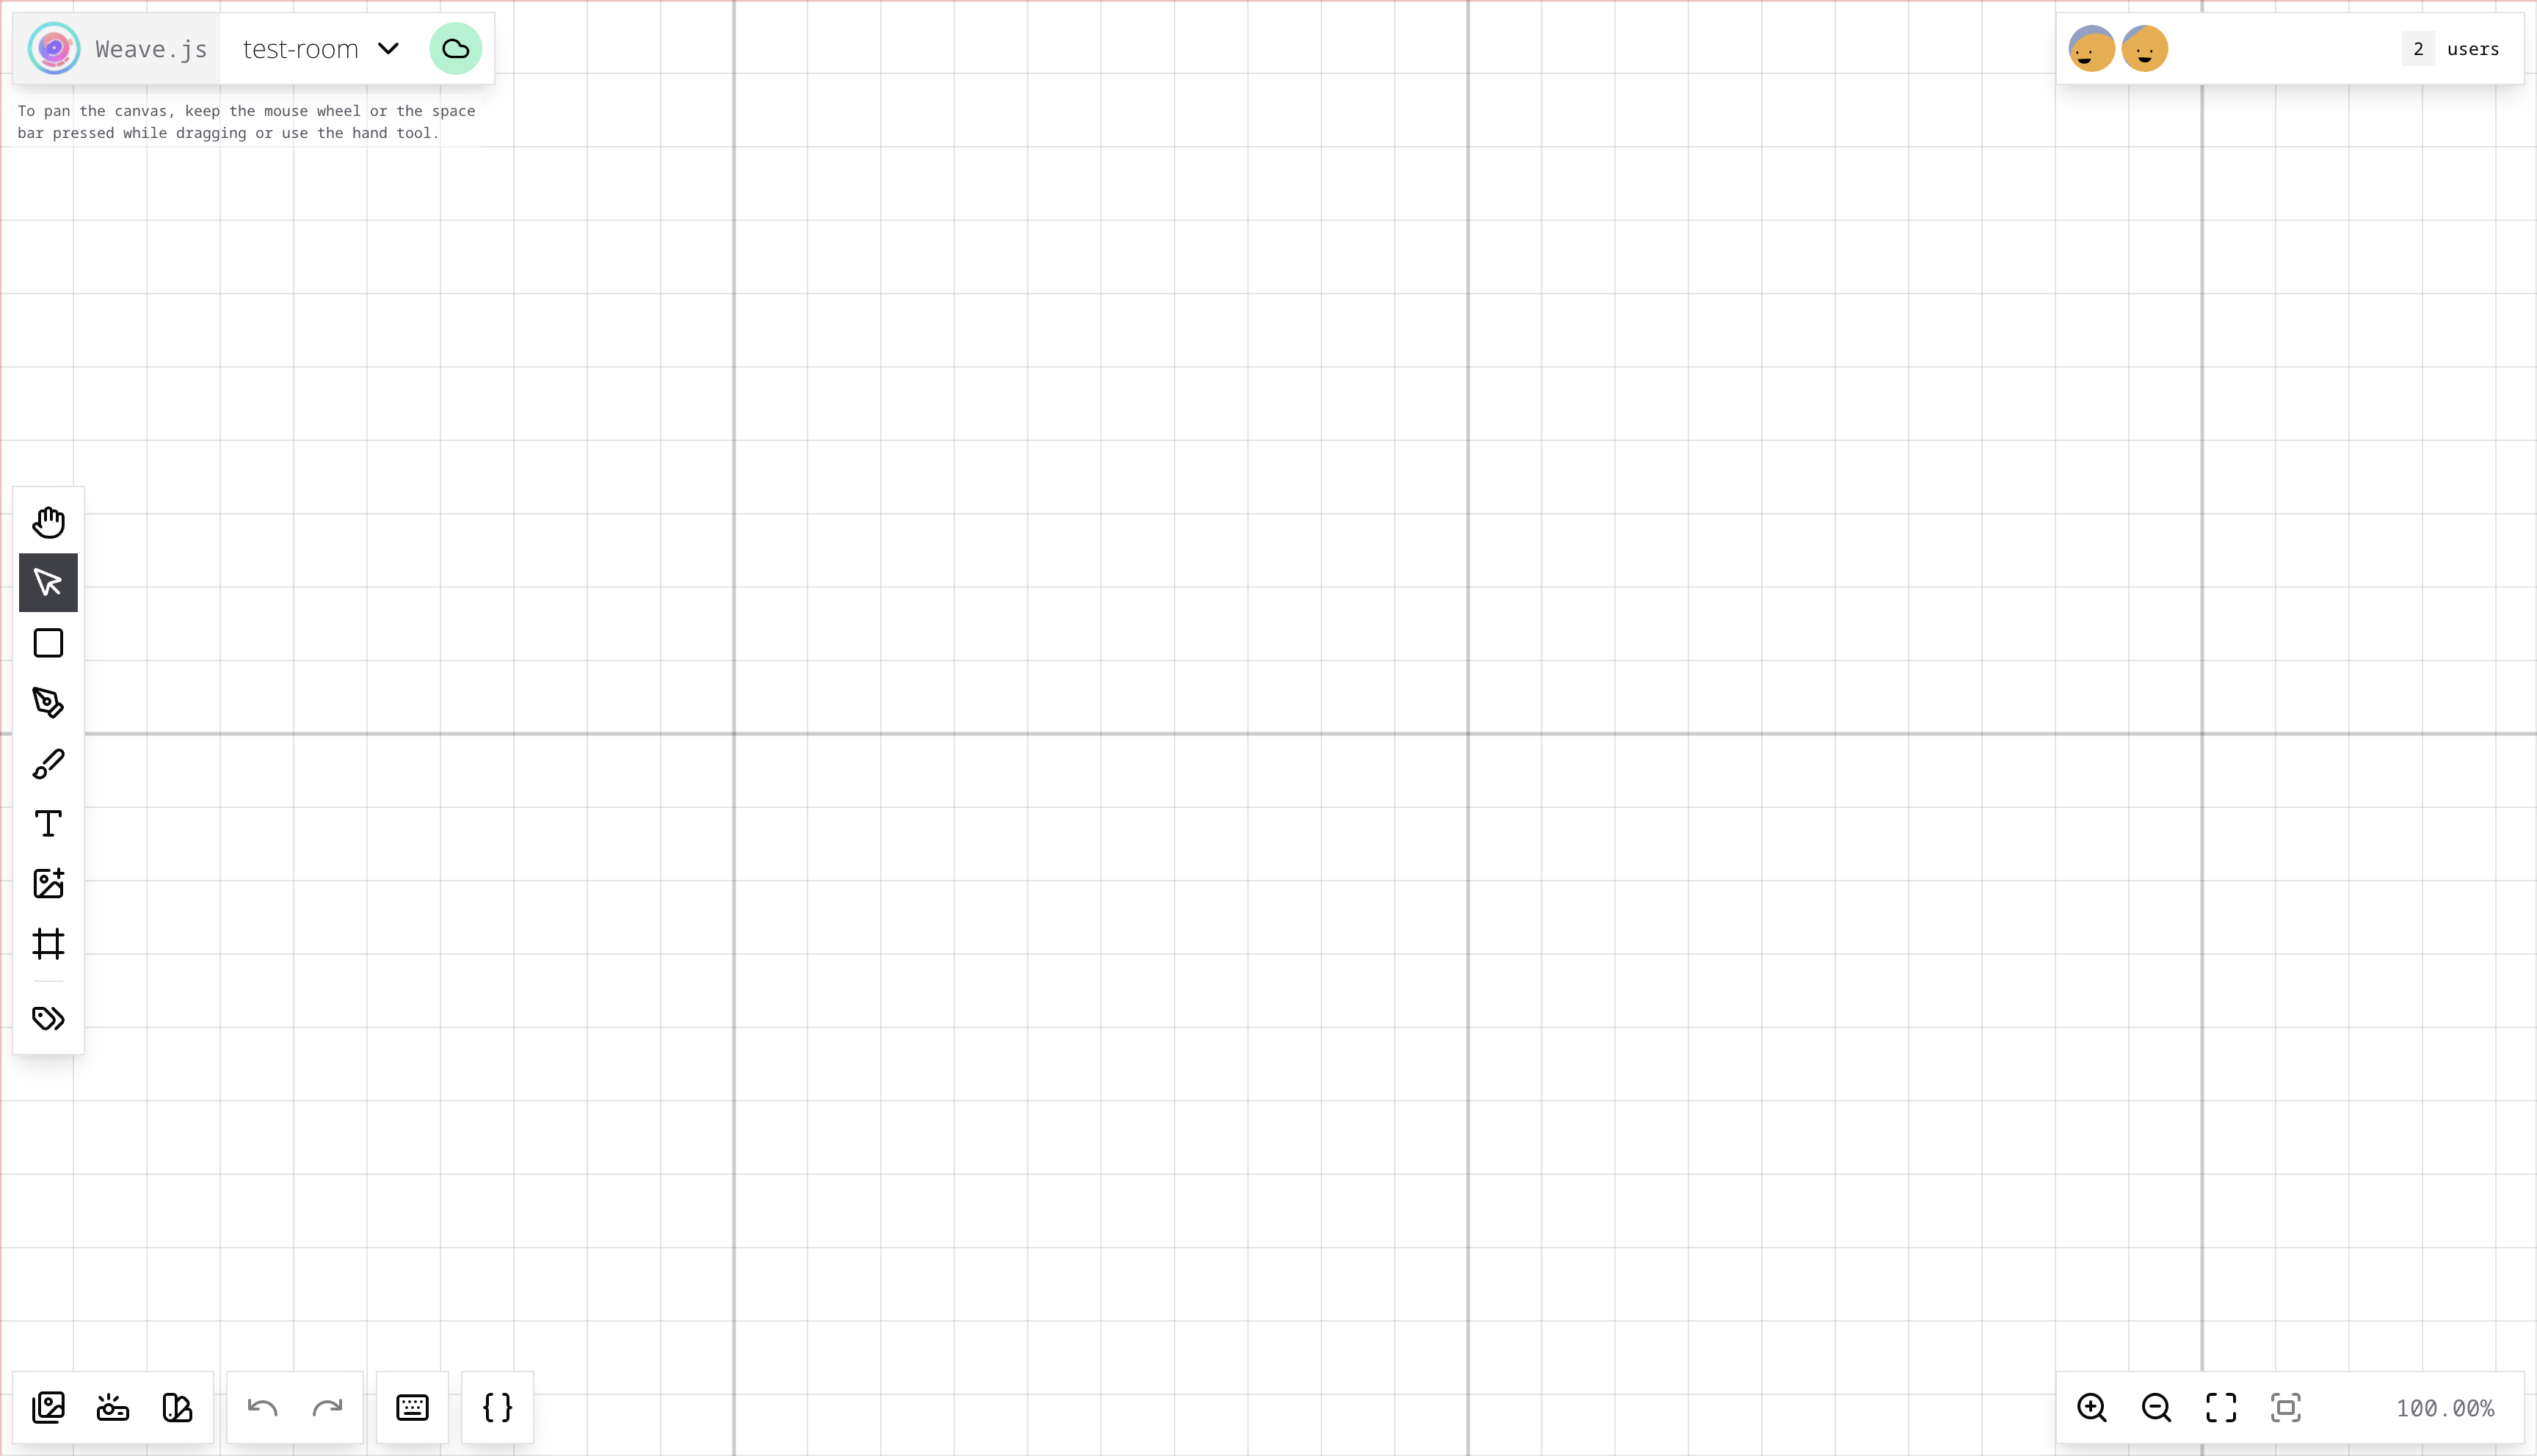 Weave.js
test-room
2 users
To pan the canvas, keep the mouse wheel or the space
bar pressed while dragging or use the hand tool.
100.00%